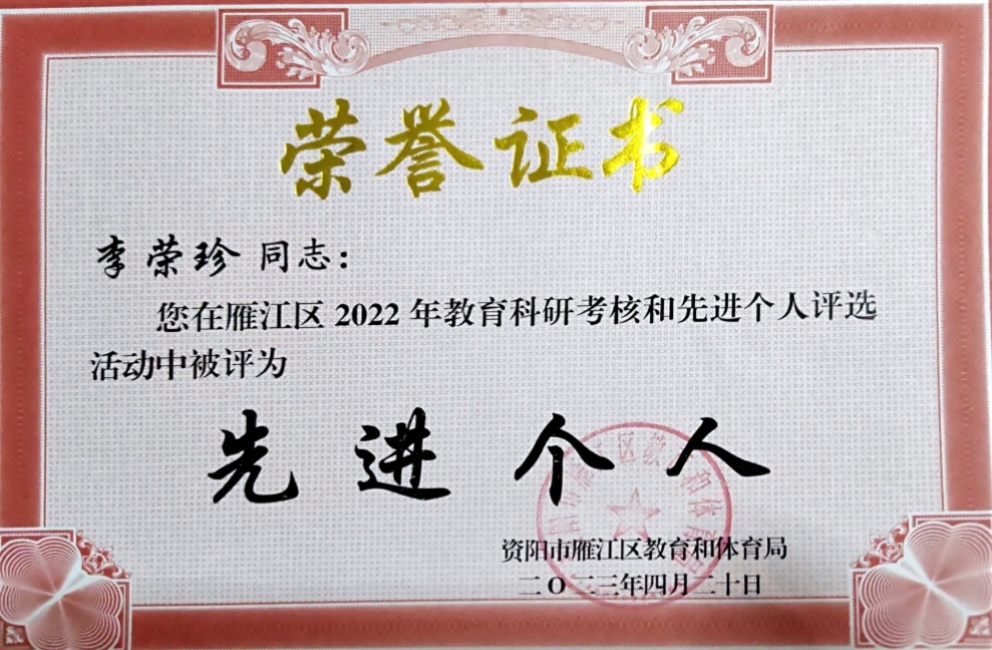 荣誉证书
李荣珍 同志：
您在雁江区 2022 年教育科研考核和先进个人评选
活动中被评为
先进个人
资阳市雁江区教育和体育局
二O二三年四月二十日